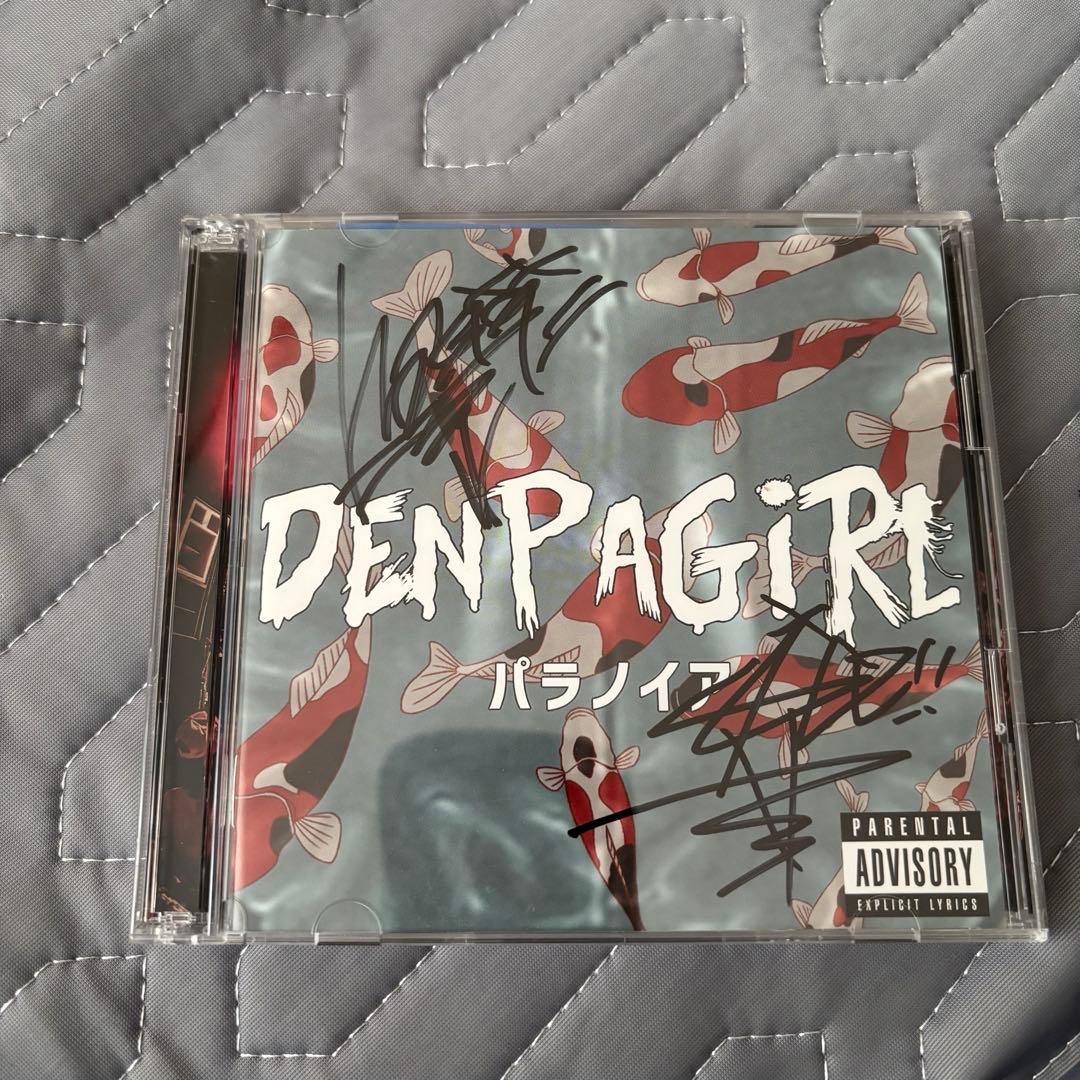 DENPAGiRL
パラノイア
PARENTAL
ADVISORY
EXPLICIT LYRICS